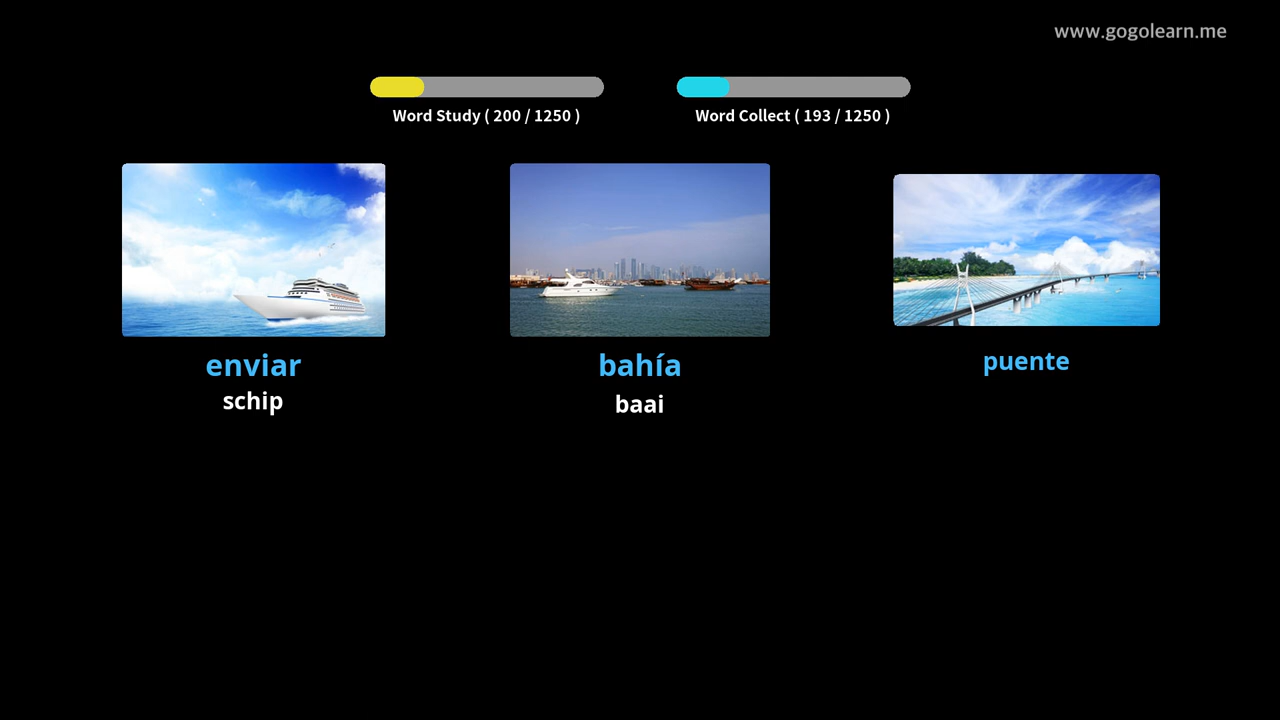 www.gogolearn.me
Word Study ( 200 / 1250 )
Word Collect ( 193 / 1250 )
enviar
schip
bahía
baai
puente